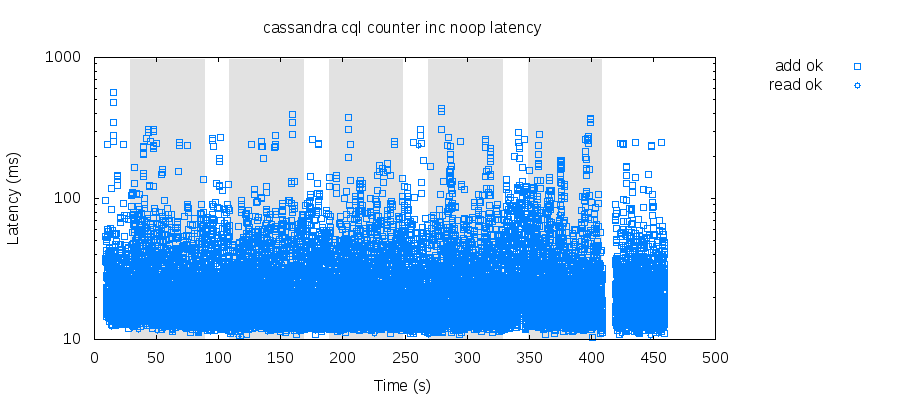 cassandra cql counter inc noop latency
add ok
read ok
Latency (ms)
1000
100
10
0 50 100 150 200 250 300 350 400 450 500
Time (s)